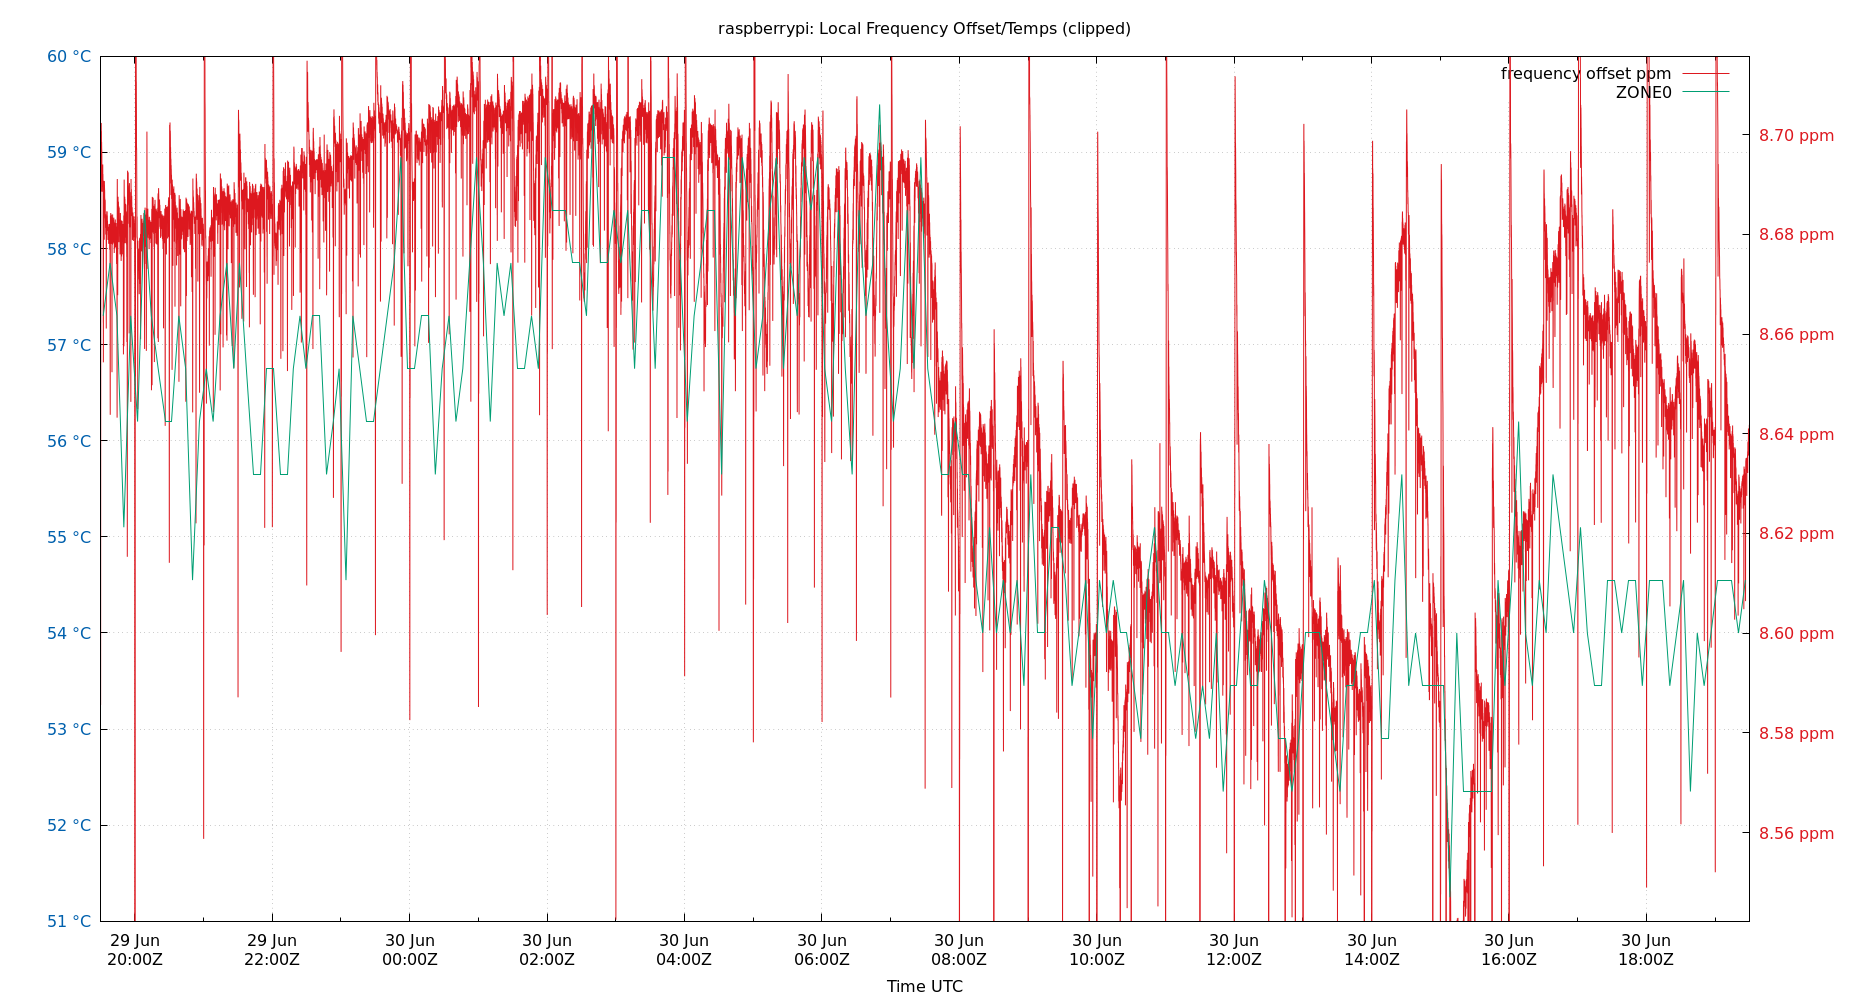 raspberrypi: Local Frequency Offset/Temps (clipped)
60 °C
59 °C
58 °C
57 °C
56 °C
55 °C
54 °C
53 °C
52 °C
51 °C
frequency offset ppm
ZONE0
8.70 ppm
8.68 ppm
8.66 ppm
8.64 ppm
8.62 ppm
8.60 ppm
8.58 ppm
8.56 ppm
29 Jun 29 Jun 30 Jun 30 Jun 30 Jun 30 Jun 30 Jun 30 Jun 30 Jun 30 Jun 30 Jun 30 Jun
20:00Z 22:00Z 00:00Z 02:00Z 04:00Z 06:00Z 08:00Z 10:00Z 12:00Z 14:00Z 16:00Z 18:00Z
Time UTC